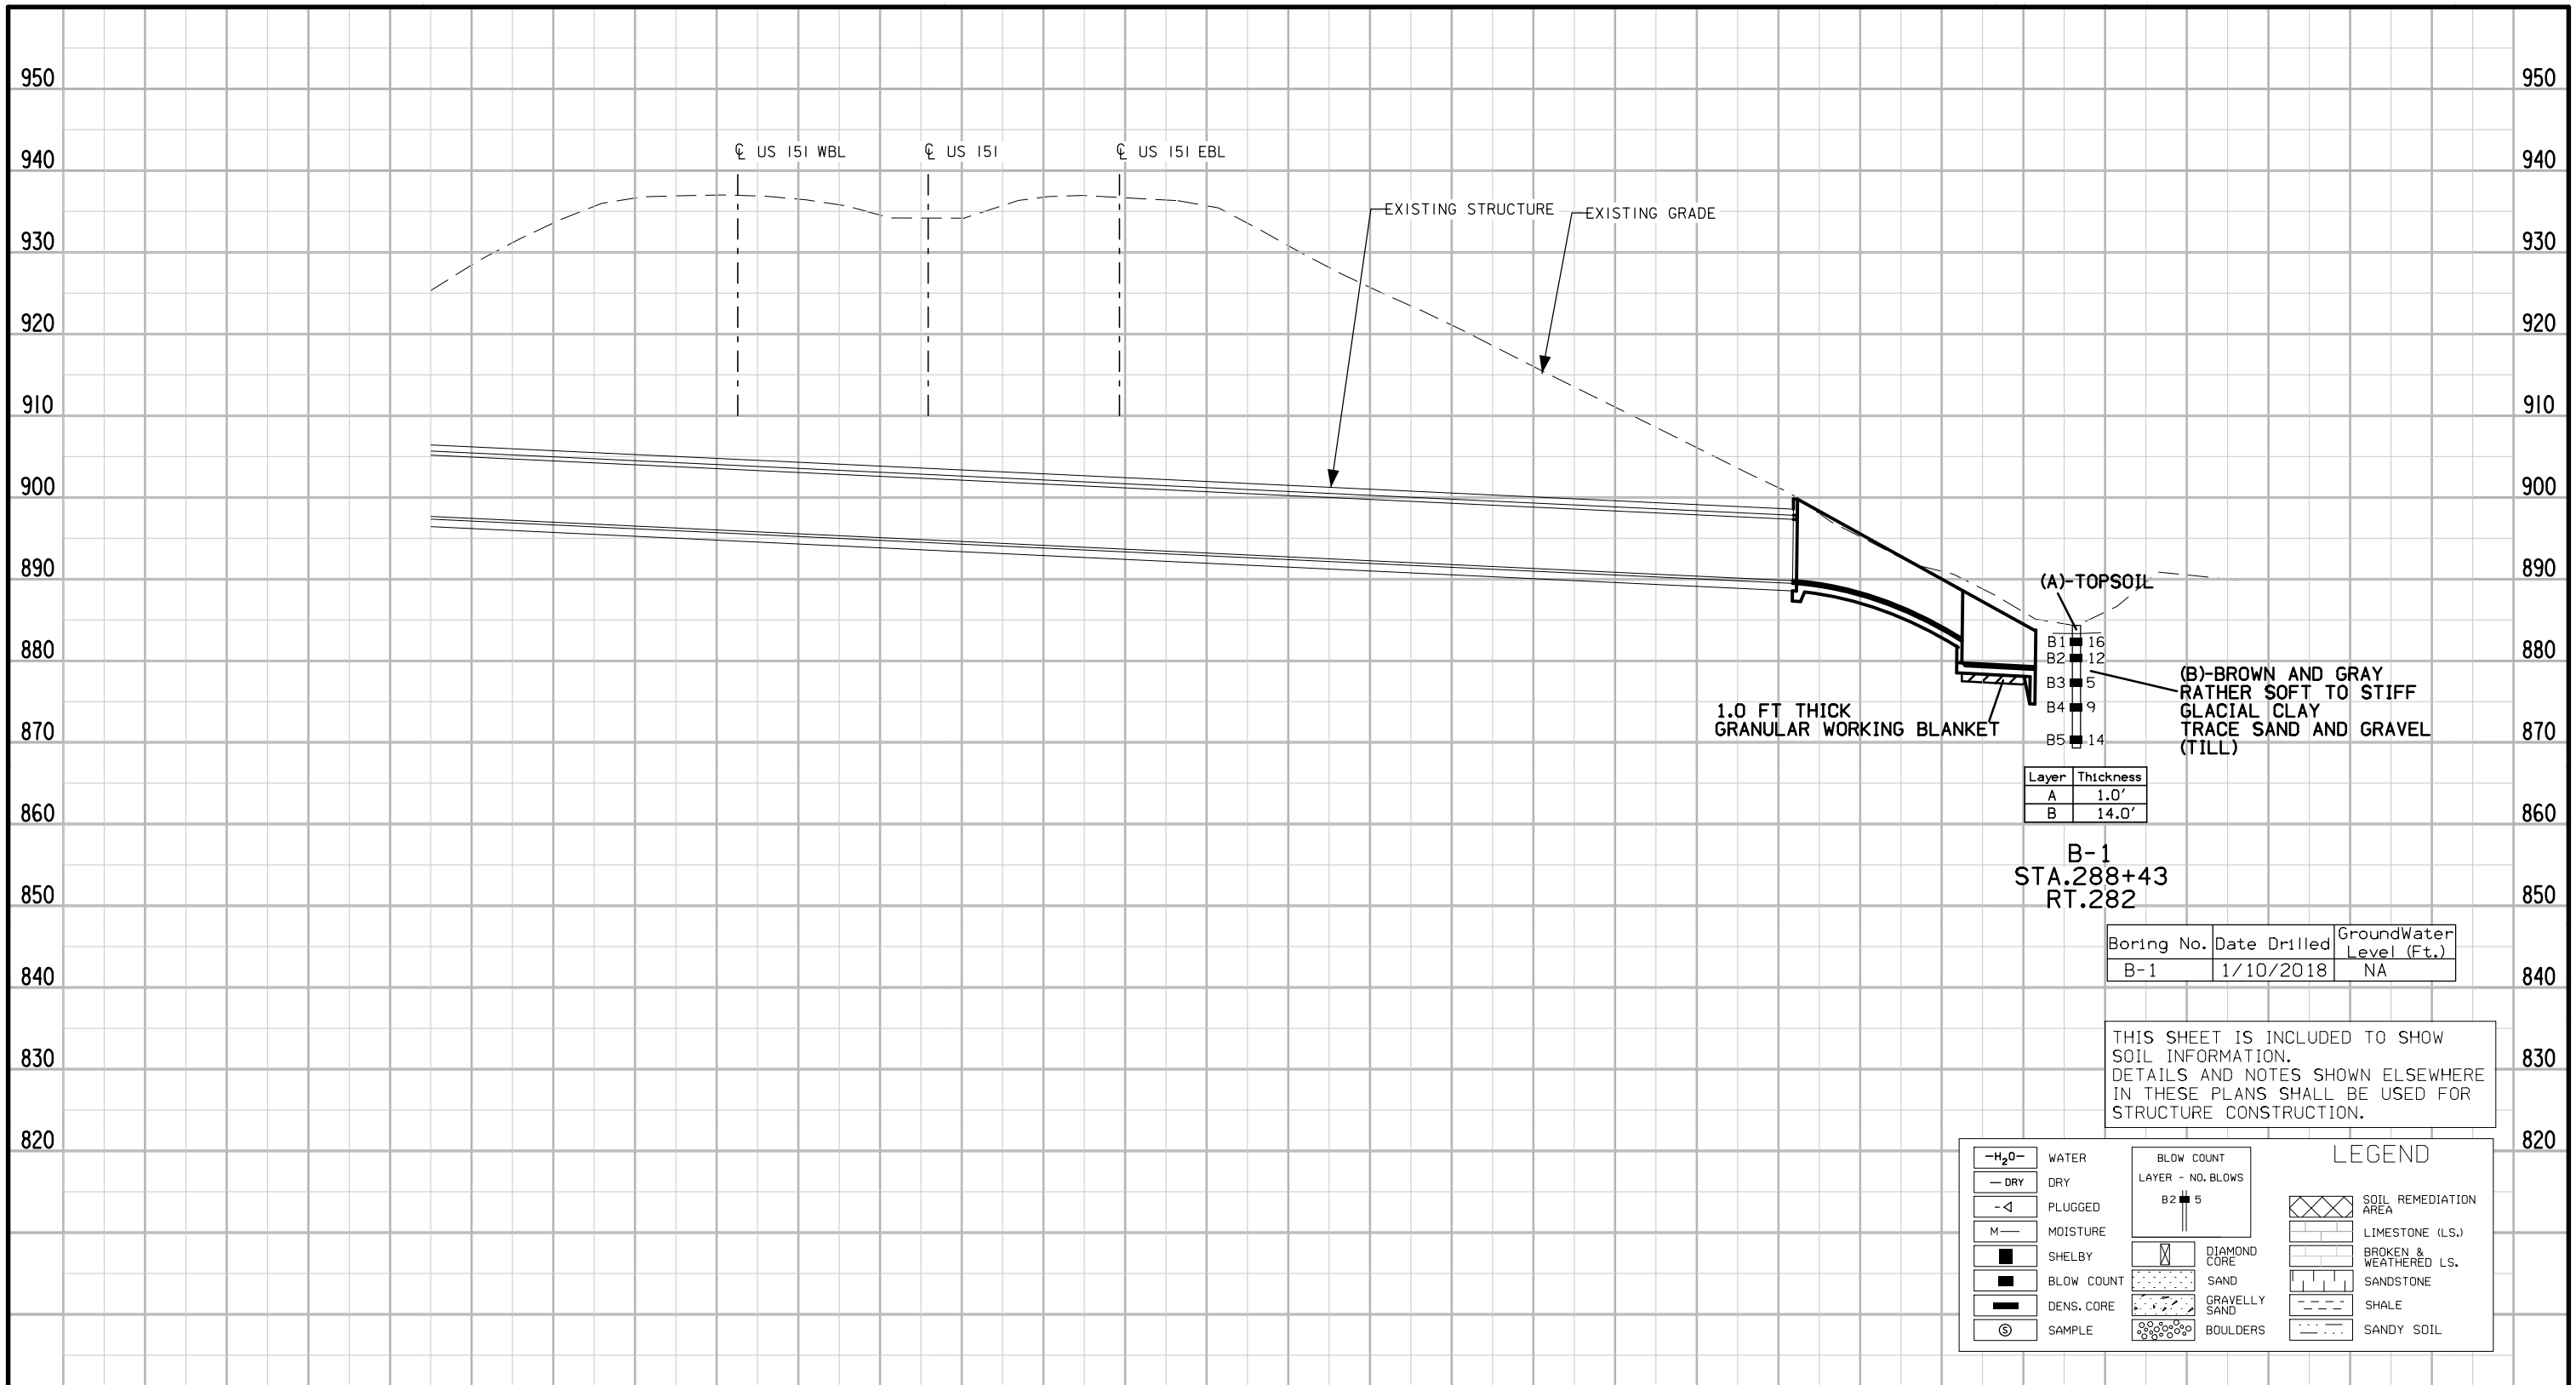 950 950
℄ US 151 WBL ℄ US 151 ℄ US 151 EBL
940 940
EXISTING STRUCTURE EXISTING GRADE
930 930
920 920
910 910
900 900
890 890
(A)-TOPSOIL
B1 16
880 880
B2 12
B3 5
B4 9
B5 14
(B)-BROWN AND GRAY
RATHER SOFT TO STIFF
GLACIAL CLAY
TRACE SAND AND GRAVEL
(TILL)
1.0 FT THICK
GRANULAR WORKING BLANKET
870 870
Layer Thickness
A 1.0'
B 14.0'
860 860
B-1
STA.288+43
RT.282
850 850
Boring No. Date Drilled GroundWater
Level (Ft.)
B-1 1/10/2018 NA
840 840
THIS SHEET IS INCLUDED TO SHOW
SOIL INFORMATION.
DETAILS AND NOTES SHOWN ELSEWHERE
IN THESE PLANS SHALL BE USED FOR
STRUCTURE CONSTRUCTION.
830 830
820 820
LEGEND
-H2O- WATER
- DRY DRY
PLUGGED
M MOISTURE
SHELBY
BLOW COUNT
DENS. CORE
S SAMPLE
BLOW COUNT
LAYER - NO. BLOWS
B2 5
DIAMOND
CORE
SAND
GRAVELLY
SAND
BOULDERS
SOIL REMEDIATION
AREA
LIMESTONE (LS.)
BROKEN &
WEATHERED LS.
SANDSTONE
SHALE
SANDY SOIL